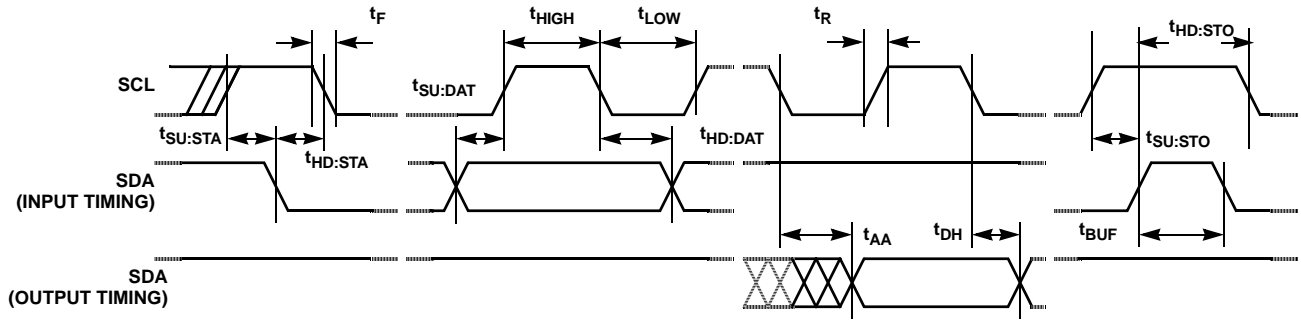 tF
tHIGH
tLOW
tR
tHD:STO
SCL
tSU:DAT
tSU:STA
tHD:STA
tHD:DAT
tSU:STO
SDA
(INPUT TIMING)
tAA
tDH
tBUF
SDA
(OUTPUT TIMING)